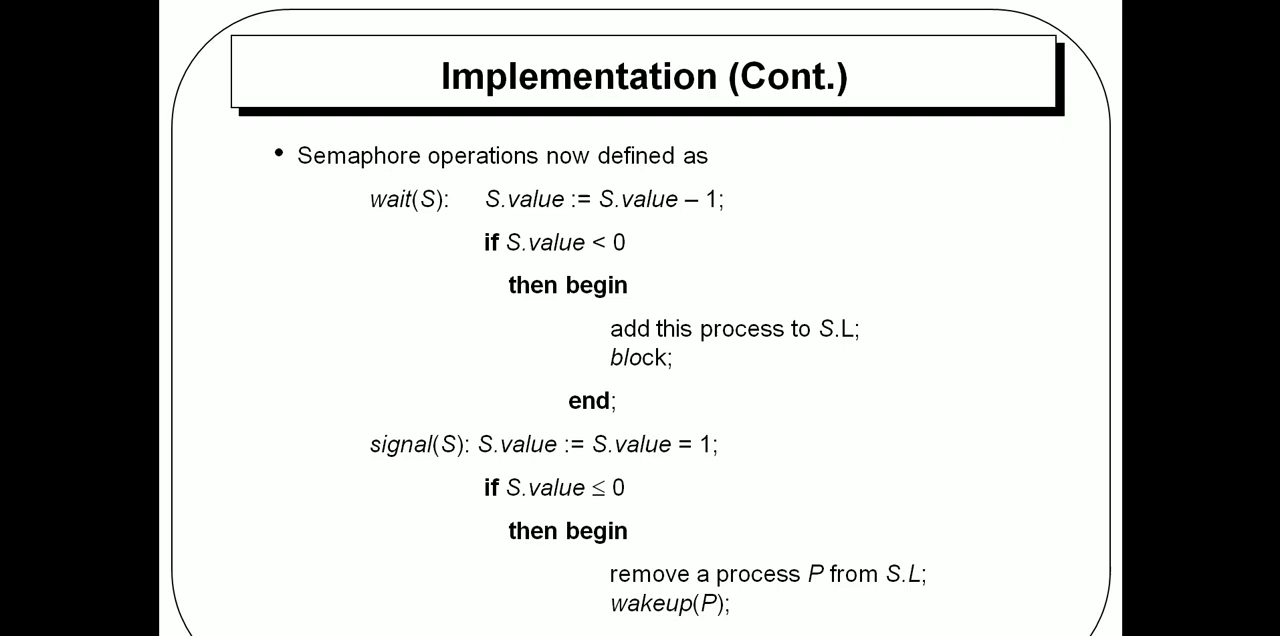 Implementation (Cont.)
• Semaphore operations now defined as
wait(S): S.value := S.value – 1;
if S.value < 0
then begin
add this process to S.L;
block;
end;
signal(S): S.value := S.value = 1;
if S.value ≤ 0
then begin
remove a process P from S.L;
wakeup(P);